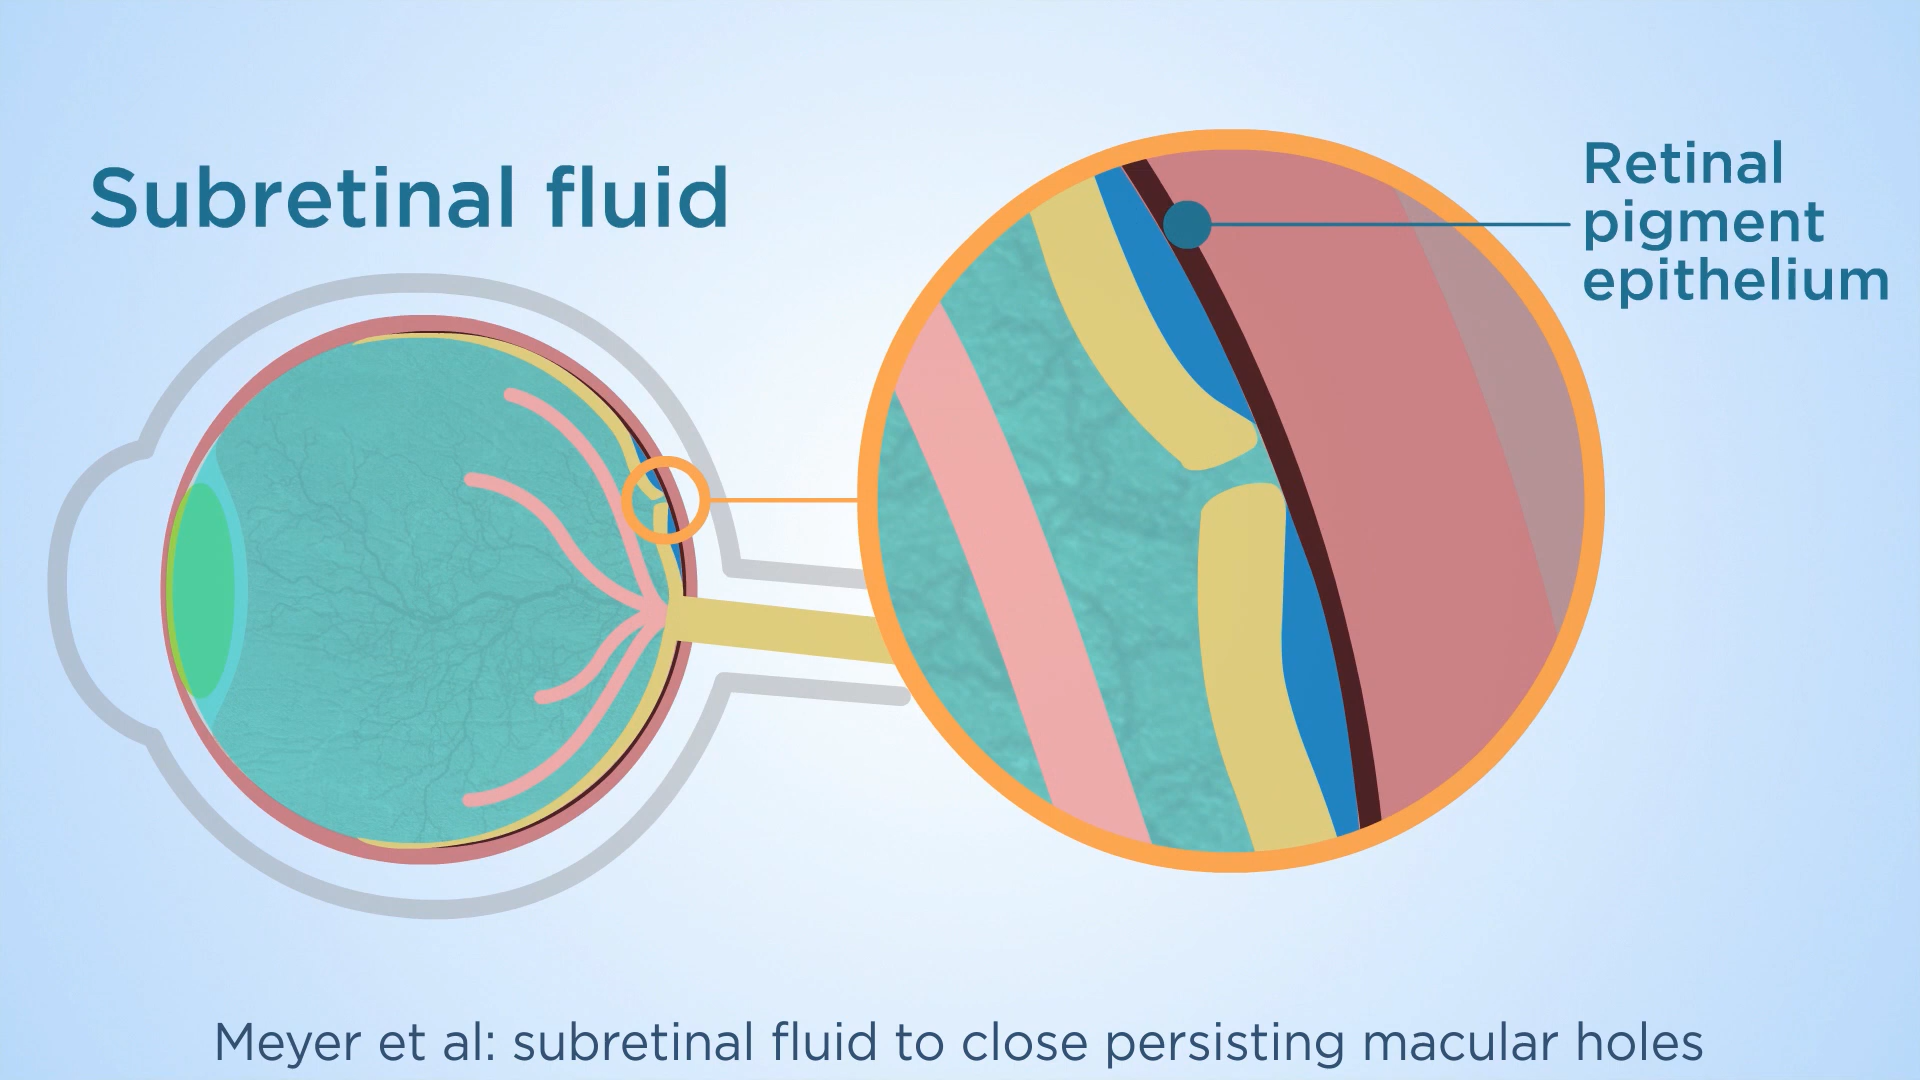 Subretinal fluid
Retinal
pigment
epithelium
Meyer et al: subretinal fluid to close persisting macular holes